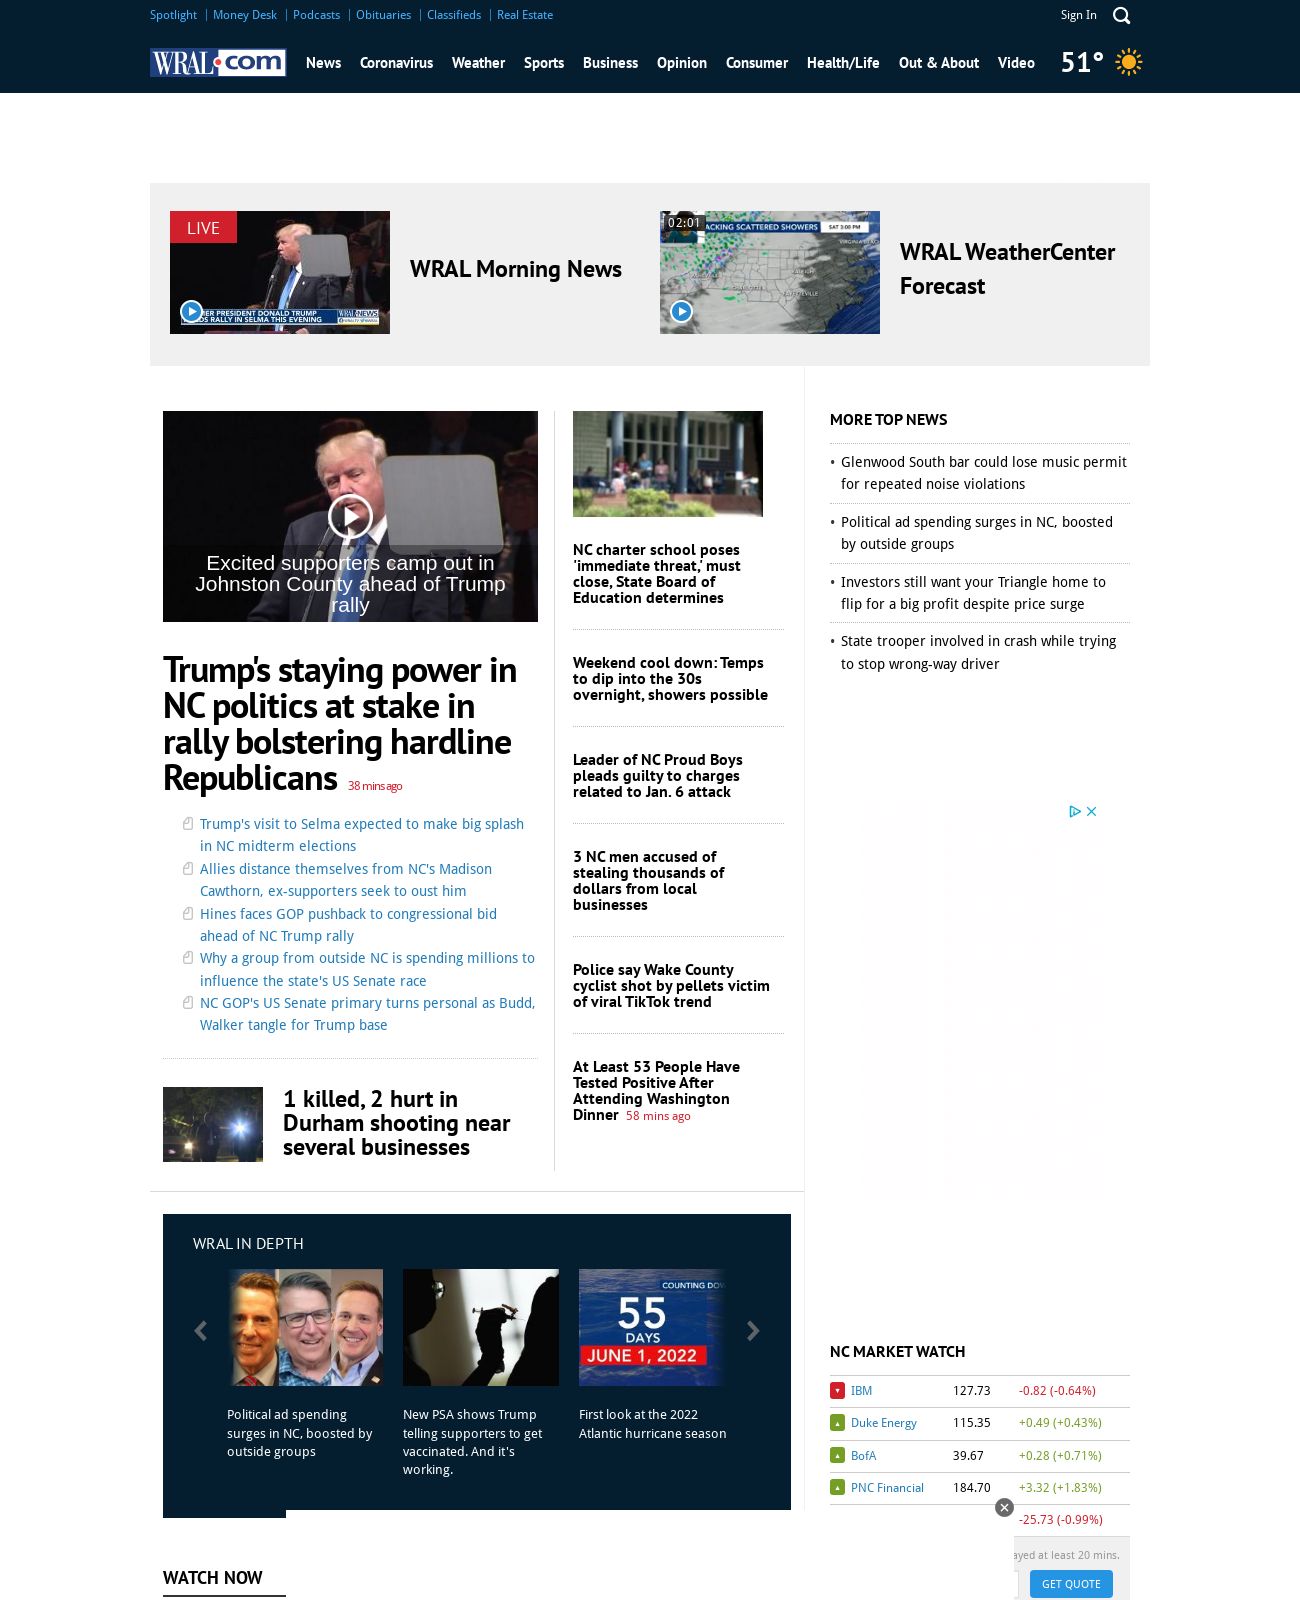 Spotlight
Money Desk
Podcasts
Obituaries
Classifieds
Real Estate
Sign In
WRAL.com
News
Coronavirus
Weather
Sports
Business
Opinion
Consumer
Health/Life
Out & About
Video
51°
LIVE
PRESIDENT DONALD TRUMP
RALLY IN SELMA THIS EVENING
WRAL NEWS
WRAL Morning News
02:01
SCATTERED SHOWERS
SAT 3:00 PM
WRAL WeatherCenter
Forecast
Excited supporters camp out in
Johnston County ahead of Trump
rally
Trump's staying power in
NC politics at stake in
rally bolstering hardline
Republicans 38 mins ago
Trump's visit to Selma expected to make big splash
in NC midterm elections
Allies distance themselves from NC's Madison
Cawthorn, ex-supporters seek to oust him
Hines faces GOP pushback to congressional bid
ahead of NC Trump rally
Why a group from outside NC is spending millions to
influence the state's US Senate race
NC GOP's US Senate primary turns personal as Budd,
Walker tangle for Trump base
1 killed, 2 hurt in
Durham shooting near
several businesses
NC charter school poses
'immediate threat,' must
close, State Board of
Education determines
Weekend cool down: Temps
to dip into the 30s
overnight, showers possible
Leader of NC Proud Boys
pleads guilty to charges
related to Jan. 6 attack
3 NC men accused of
stealing thousands of
dollars from local
businesses
Police say Wake County
cyclist shot by pellets victim
of viral TikTok trend
At Least 53 People Have
Tested Positive After
Attending Washington
Dinner 58 mins ago
MORE TOP NEWS
• Glenwood South bar could lose music permit
for repeated noise violations
• Political ad spending surges in NC, boosted
by outside groups
• Investors still want your Triangle home to
flip for a big profit despite price surge
• State trooper involved in crash while trying
to stop wrong-way driver
WRAL IN DEPTH
COUNTING DOW
55
DAYS
JUNE 1, 2022
Political ad spending
surges in NC, boosted by
outside groups
New PSA shows Trump
telling supporters to get
vaccinated. And it's
working.
First look at the 2022
Atlantic hurricane season
NC MARKET WATCH
IBM 127.73 -0.82 (-0.64%)
Duke Energy 115.35 +0.49 (+0.43%)
BofA 39.67 +0.28 (+0.71%)
PNC Financial 184.70 +3.32 (+1.83%)
-25.73 (-0.99%)
ayed at least 20 mins.
GET QUOTE
WATCH NOW